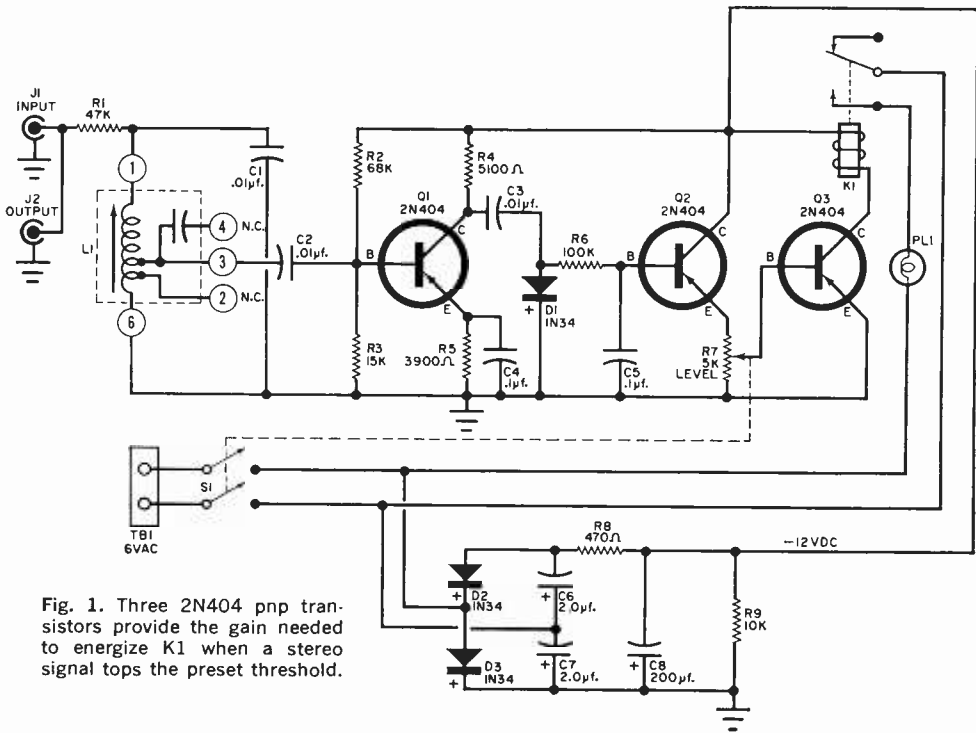 J1
INPUT
R1
47K
J2
OUTPUT
1
L1
4
N.C.
3
2
N.C.
6
C1
.01µf.
C2
.01µf.
R2
68K
R3
15K
R4
5100Ω
Q1
2N404
B
C
E
C3
.01µf.
R5
3900Ω
C4
.1µf.
D1
1N34
+
R6
100K
C5
.1µf.
Q2
2N404
B
C
E
R7
5K
LEVEL
Q3
2N404
B
C
E
K1
PL1
S1
TB1
6VAC
R8
470Ω
-12VDC
D2
1N34
+
C6
2.0µf.
+
D3
1N34
+
C7
2.0µf.
+
C8
200µf.
+
R9
10K
Fig. 1. Three 2N404 pnp tran-
sistors provide the gain needed
to energize K1 when a stereo
signal tops the preset threshold.